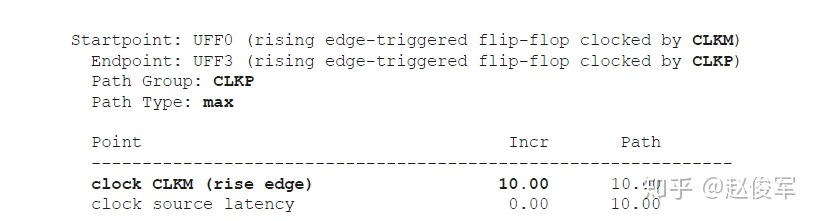 Startpoint: UFF0 (rising edge-triggered flip-flop clocked by CLKM)
Endpoint: UFF3 (rising edge-triggered flip-flop clocked by CLKP)
Path Group: CLKP
Path Type: max
Point Incr Path
---------------------------------------------------------------
clock CLKM (rise edge) 10.00 10.00
clock source latency 0.00 10.00
知乎 @赵俊军